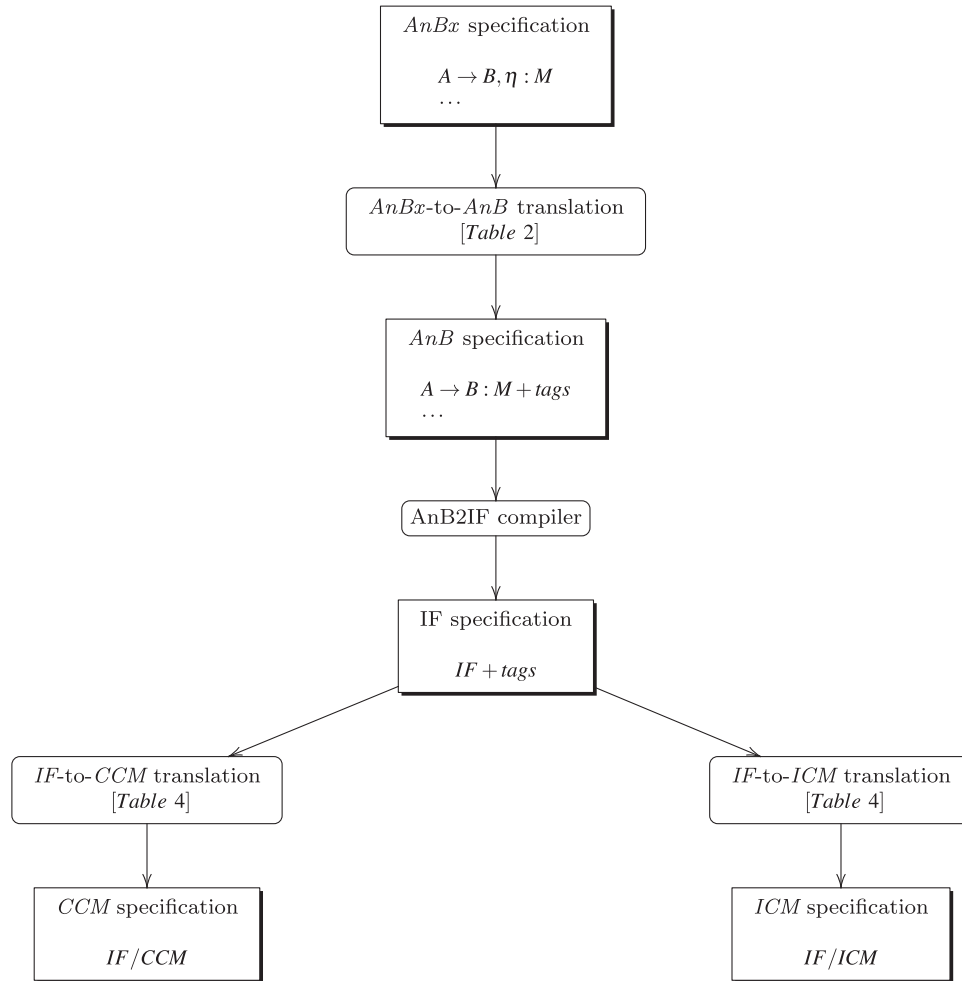 AnBx specification
A → B, η : M
...
AnBx-to-AnB translation
[Table 2]
AnB specification
A → B : M + tags
...
AnB2IF compiler
IF specification
IF + tags
IF-to-CCM translation
[Table 4]
IF-to-ICM translation
[Table 4]
CCM specification
IF/CCM
ICM specification
IF/ICM